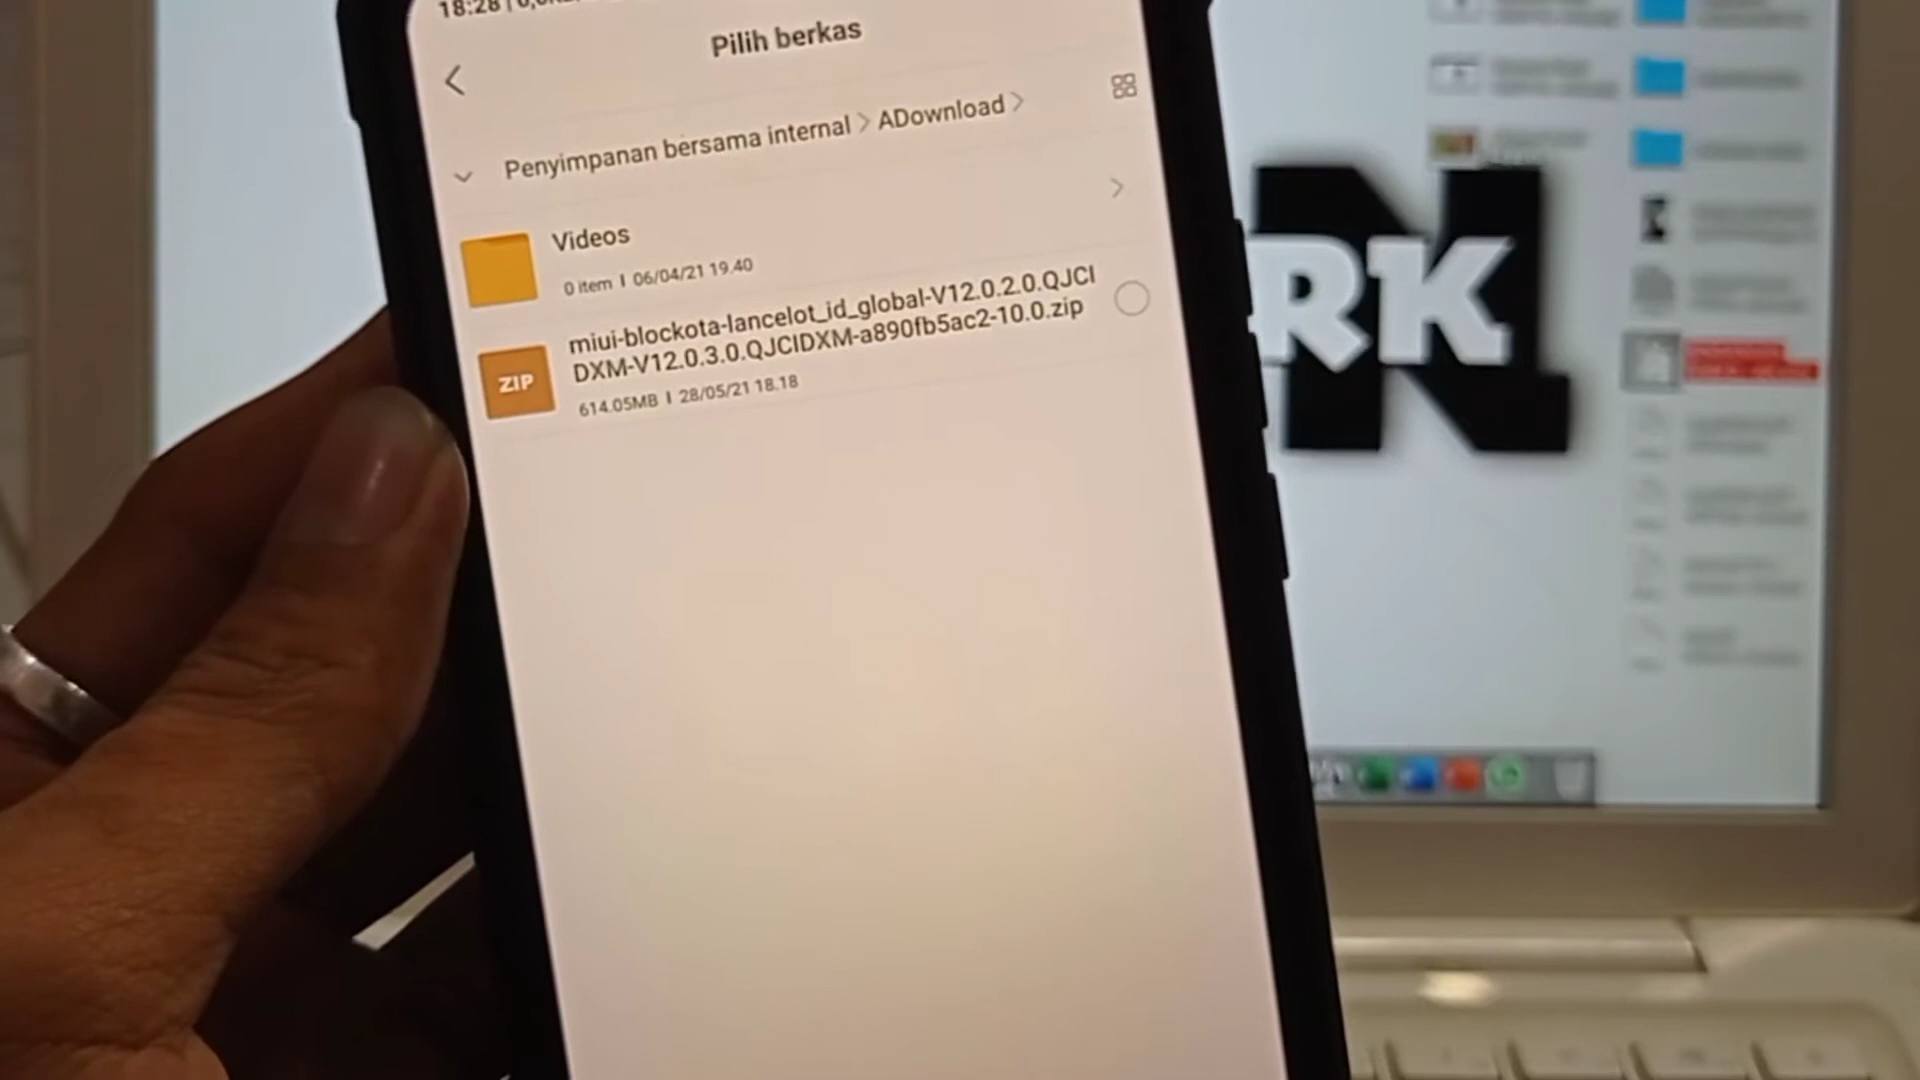 18:28 |
Pilih berkas
Penyimpanan bersama internal > ADownload >
Videos
0 item | 06/04/21 19.40
miui-blockota-lancelot_id_global-V12.0.2.0.QJCI
DXM-V12.0.3.0.QJCIDXM-a890fb5ac2-10.0.zip
ZIP
614.05MB | 28/05/21 18.18
N
RK